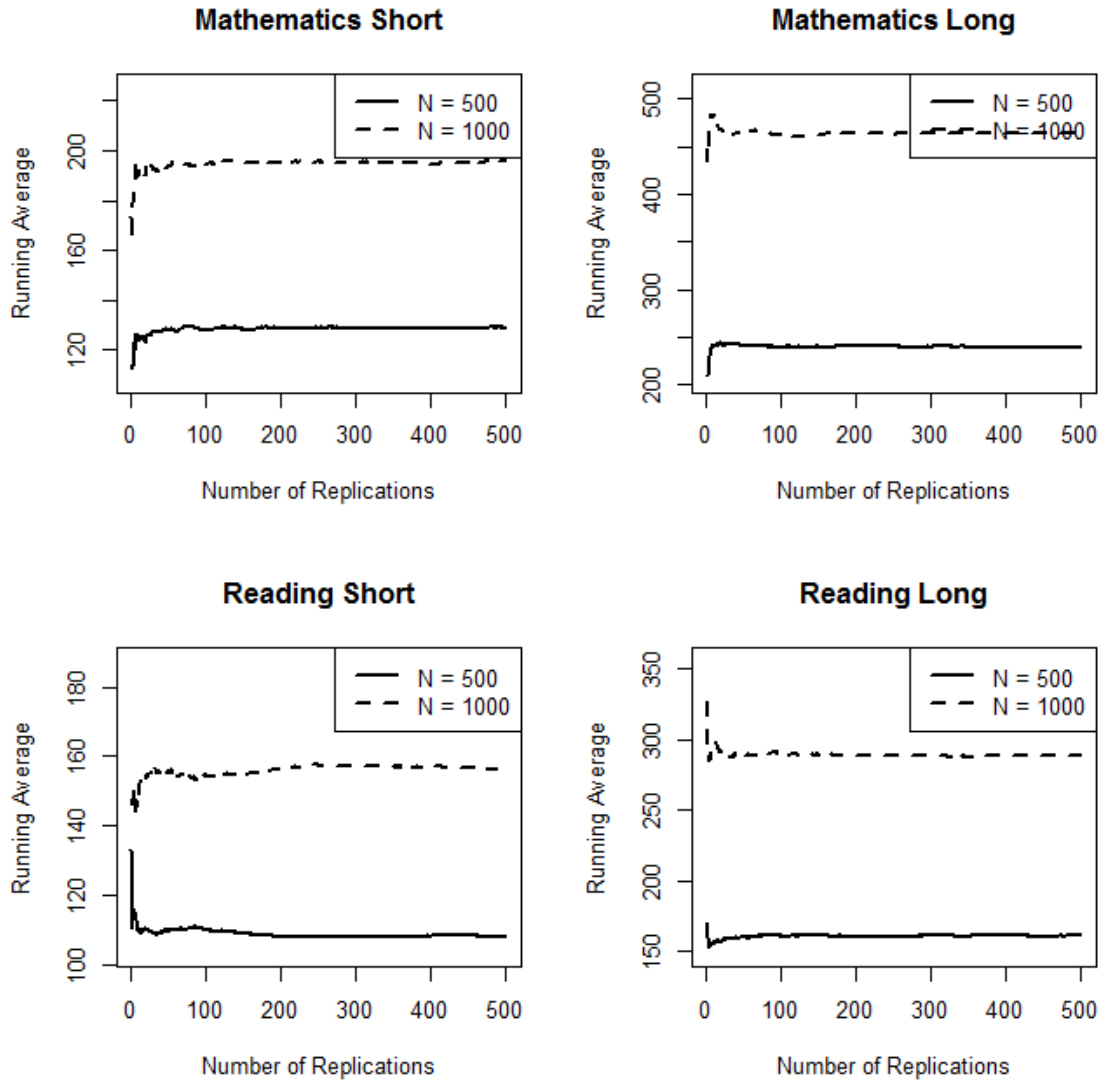 Mathematics Short
Running Average
200
160
120
N = 500
N = 1000
0 100 200 300 400 500
Number of Replications
Mathematics Long
Running Average
500
400
300
200
N = 500
N = 1000
0 100 200 300 400 500
Number of Replications
Reading Short
Running Average
180
160
140
120
100
N = 500
N = 1000
0 100 200 300 400 500
Number of Replications
Reading Long
Running Average
350
300
250
200
150
N = 500
N = 1000
0 100 200 300 400 500
Number of Replications